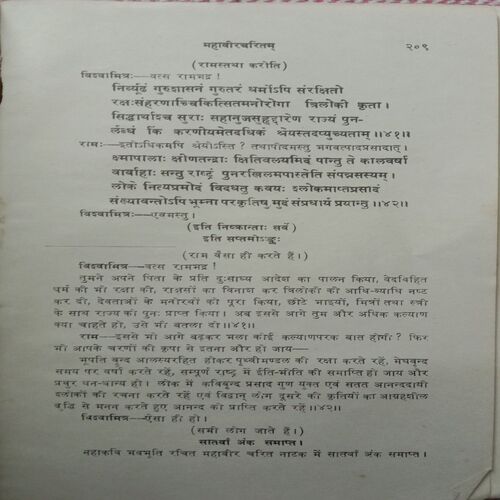 महावीरचरितम्
२०९
(रामस्तथा करोति)
विश्वामित्रः—वत्स रामभद्र !
निर्व्यूढं गुरुशासनं गुरुतरं धर्मोऽपि संरक्षितो
रक्षःसंहरणाच्चिकित्सितमनोरोगा त्रिलोकी कृता ।
सिद्धार्थाश्च सुराः सहानुजसुहृद्दारेण राज्यं पुन-
र्लब्धं किं करणीयमेतदधिकं श्रेयस्तदप्युच्यताम् ॥४१॥
रामः—इतोऽधिकमपि श्रेयोऽस्ति ? तथापीदमस्तु भगवत्पादप्रसादात् ।
क्ष्मापालाः क्षीणतन्द्राः क्षितिवलयमिदं पान्तु ते कालवर्षा
वार्वाहाः सन्तु राष्ट्रं पुनरखिलमपास्तेति संपन्नसस्यम् ।
लोके नित्यप्रमोदं विदधतु कवयः श्लोकमाप्तप्रसादं
संख्यावन्तोऽपि भूम्ना परकृतिषु मुदं संप्रधार्य प्रयान्तु ॥४२॥
विश्वामित्रः—एवमस्तु ।
(इति निष्क्रान्ताः सर्वे)
इति सप्तमोऽङ्कः
(राम वैसा ही करते हैं ।)
विश्वामित्र—वत्स रामभद्र !
तुमने अपने पिता के प्रति दुःसाध्य आदेश का पालन किया, वेदविहित
धर्म की भी रक्षा की, राक्षसों का विनाश कर त्रिलोकी की आधि-व्याधि नष्ट
कर दी, देवताओं के मनोरथों को पूरा किया, छोटे भाइयों, मित्रों तथा स्त्री
के साथ राज्य को पुनः प्राप्त किया । अब इससे आगे तुम और अधिक कल्याण
क्या चाहते हो, उसे भी बतला दो ॥४१॥
राम—इससे भी आगे बढ़कर भला कोई कल्याणपरक बात होगी ? फिर
भी आपके चरणों की कृपा से इतना और हो जाय—
भूपति वृन्द आलस्यरहित होकर पृथ्वीमण्डल की रक्षा करते रहें, मेघवृन्द
समय पर वर्षा करते रहें, सम्पूर्ण राष्ट्र में ईति-भीति की समाप्ति हो जाय और
प्रचुर धन-धान्य हो । लोक में कविवृन्द प्रसाद गुण युक्त एवं सतत आनन्ददायी
श्लोकों की रचना करते रहें एवं विद्वान् लोग दूसरे की कृतियों का आग्रहशील
बुद्धि से मनन करते हुए आनन्द को प्राप्ति करते रहें ॥४२॥
विश्वामित्र—ऐसा ही हो ।
(सभी लोग जाते हैं ।)
सातवाँ अंक समाप्त ।
महाकवि भवभूति रचित महावीर चरित नाटक में सातवाँ अंक समाप्त ।